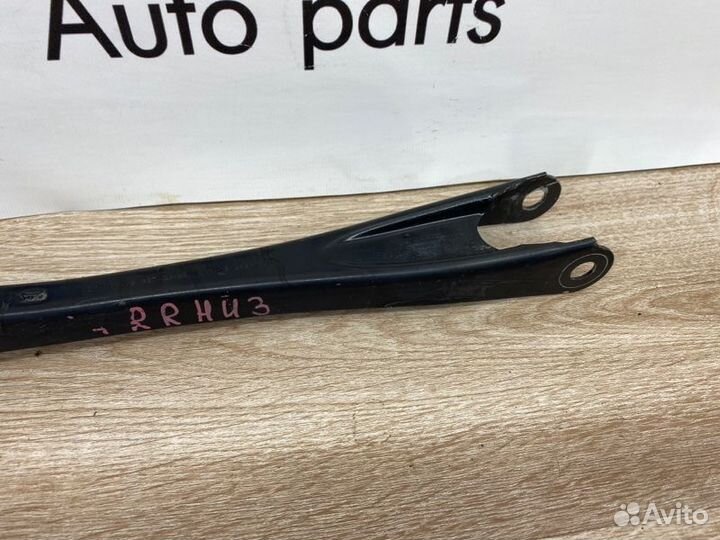 Auto parts
RR НИЗ
Avito